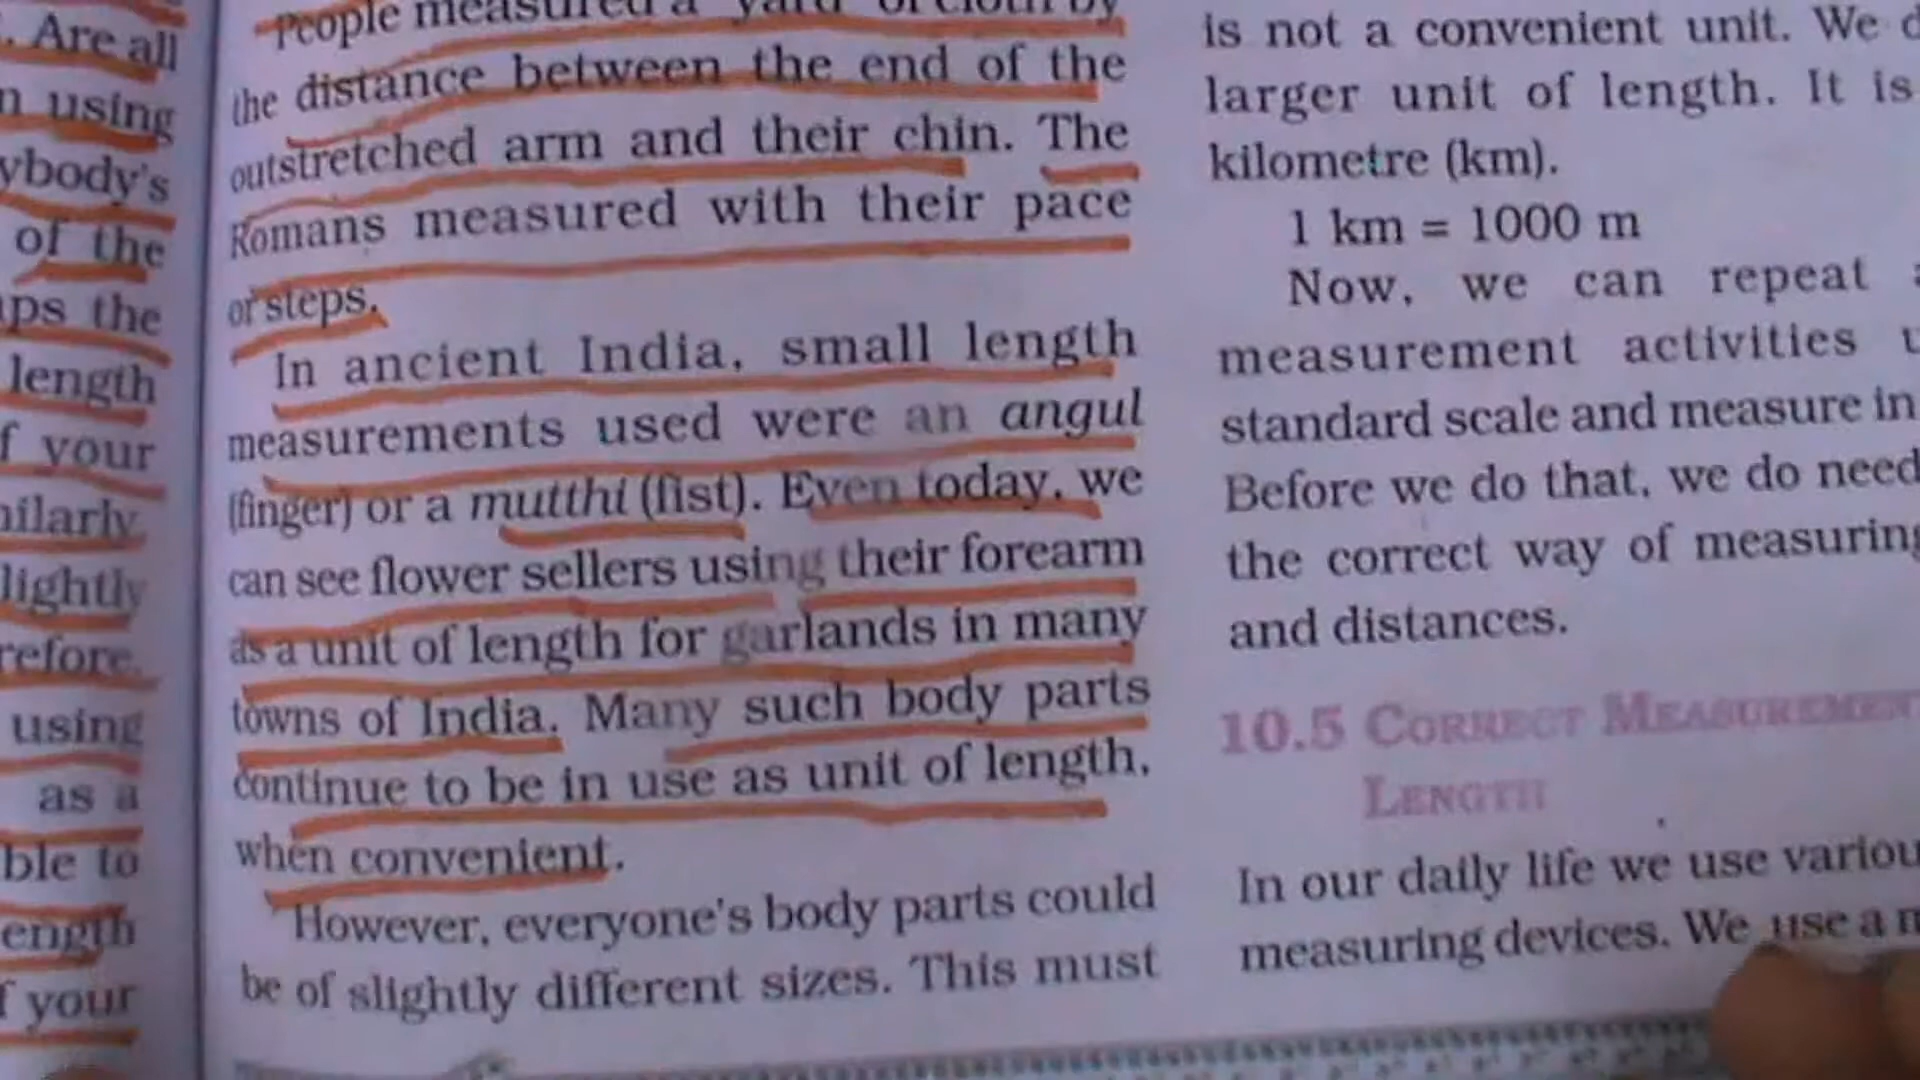 . Are all
using
ybody's
of the
ps the
length
f your
ilarly,
lightly
refore,
using
as a
ble to
ength
f your
People measured a yard of cloth by
the distance between the end of the
outstretched arm and their chin. The
Romans measured with their pace
or steps.
In ancient India, small length
measurements used were an angul
(finger) or a mutthi (fist). Even today, we
can see flower sellers using their forearm
as a unit of length for garlands in many
towns of India. Many such body parts
continue to be in use as unit of length,
when convenient.
However, everyone's body parts could
be of slightly different sizes. This must
is not a convenient unit. We d
larger unit of length. It is
kilometre (km).
1 km = 1000 m
Now, we can repeat
measurement activities u
standard scale and measure in
Before we do that, we do need
the correct way of measuring
and distances.
10.5 CORRECT MEASUREMENT
LENGTH
In our daily life we use variou
measuring devices. We use a m